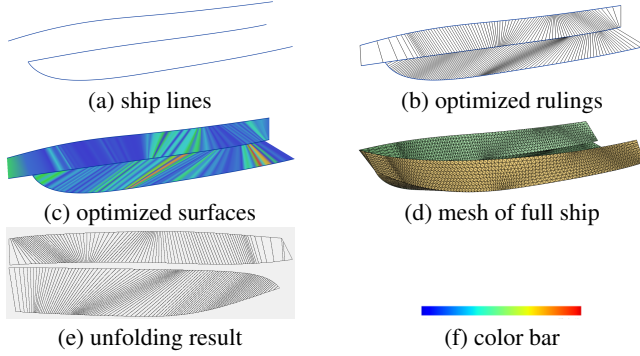 (a) ship lines
(b) optimized rulings
(c) optimized surfaces
(d) mesh of full ship
(e) unfolding result
(f) color bar